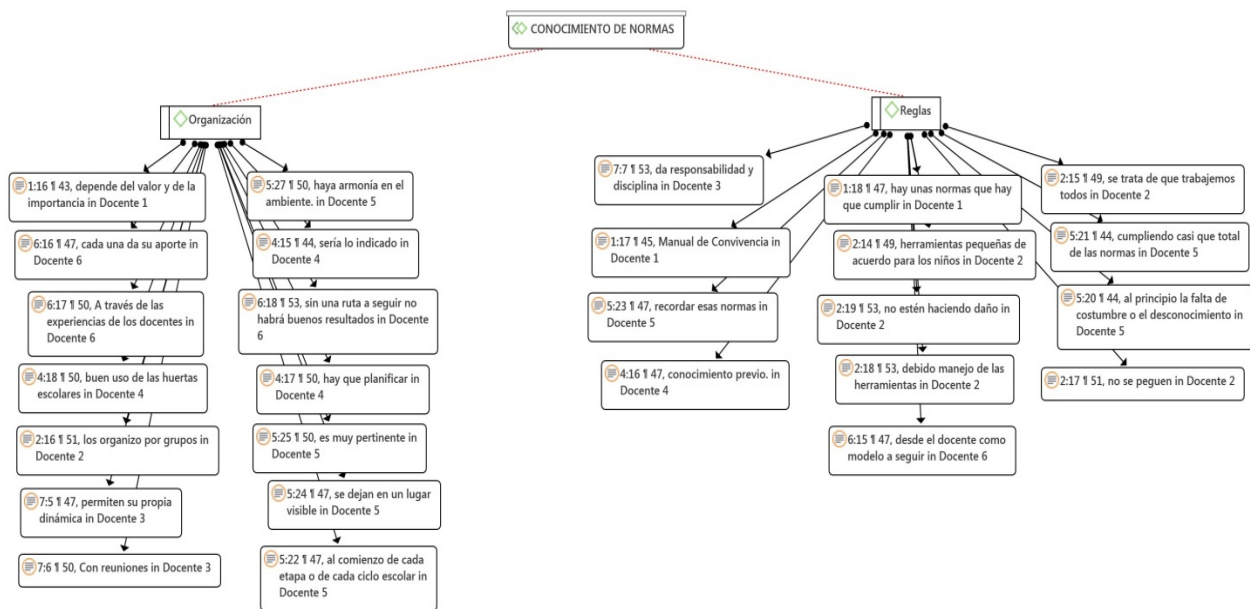 CONOCIMIENTO DE NORMAS
Organización
1:16 ¶ 43, depende del valor y de la
importancia in Docente 1
6:16 ¶ 47, cada una da su aporte in
Docente 6
6:17 ¶ 50, A través de las
experiencias de los docentes in
Docente 6
4:18 ¶ 50, buen uso de las huertas
escolares in Docente 4
2:16 ¶ 51, los organizo por grupos in
Docente 2
7:5 ¶ 47, permiten su propia
dinámica in Docente 3
7:6 ¶ 50, Con reuniones in Docente 3
5:27 ¶ 50, haya armonía en el
ambiente. in Docente 5
4:15 ¶ 44, sería lo indicado in
Docente 4
6:18 ¶ 53, sin una ruta a seguir no
habrá buenos resultados in Docente
6
4:17 ¶ 50, hay que planificar in
Docente 4
5:25 ¶ 50, es muy pertinente in
Docente 5
5:24 ¶ 47, se dejan en un lugar
visible in Docente 5
5:22 ¶ 47, al comienzo de cada
etapa o de cada ciclo escolar in
Docente 5
Reglas
7:7 ¶ 53, da responsabilidad y
disciplina in Docente 3
1:17 ¶ 45, Manual de Convivencia in
Docente 1
5:23 ¶ 47, recordar esas normas in
Docente 5
4:16 ¶ 47, conocimiento previo. in
Docente 4
1:18 ¶ 47, hay unas normas que hay
que cumplir in Docente 1
2:14 ¶ 49, herramientas pequeñas de
acuerdo para los niños in Docente 2
2:19 ¶ 53, no estén haciendo daño in
Docente 2
2:18 ¶ 53, debido manejo de las
herramientas in Docente 2
6:15 ¶ 47, desde el docente como
modelo a seguir in Docente 6
2:15 ¶ 49, se trata de que trabajemos
todos in Docente 2
5:21 ¶ 44, cumpliendo casi que total
de las normas in Docente 5
5:20 ¶ 44, al principio la falta de
costumbre o el desconocimiento in
Docente 5
2:17 ¶ 51, no se peguen in Docente 2